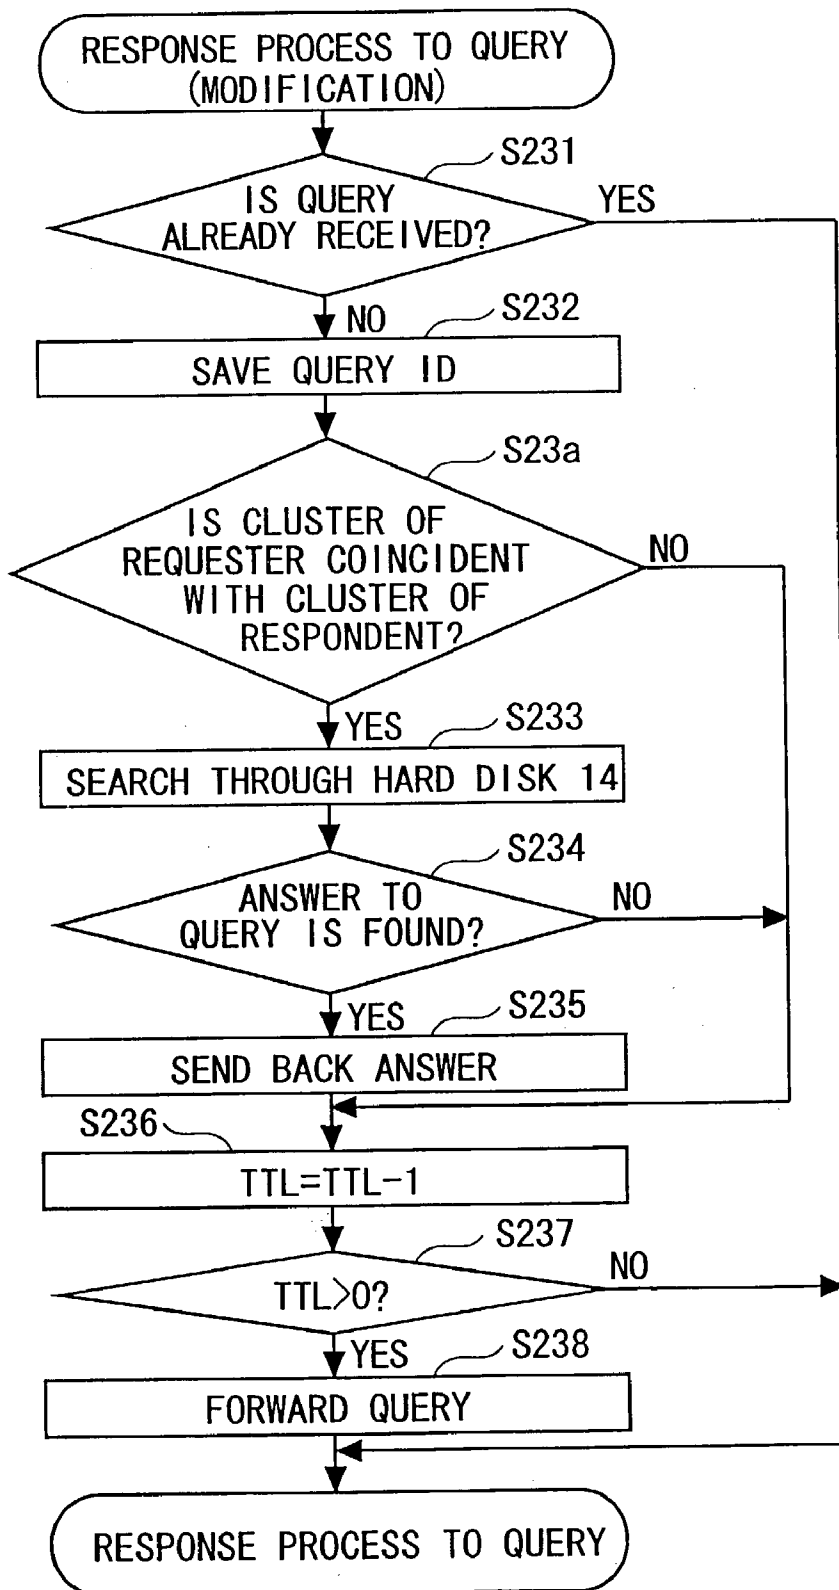 RESPONSE PROCESS TO QUERY
(MODIFICATION)
S231
IS QUERY
ALREADY RECEIVED?
YES
NO
S232
SAVE QUERY ID
S23a
IS CLUSTER OF
REQUESTER COINCIDENT
WITH CLUSTER OF
RESPONDENT?
NO
YES
S233
SEARCH THROUGH HARD DISK 14
S234
ANSWER TO
QUERY IS FOUND?
NO
YES
S235
SEND BACK ANSWER
S236
TTL=TTL-1
S237
TTL>0?
NO
YES
S238
FORWARD QUERY
RESPONSE PROCESS TO QUERY